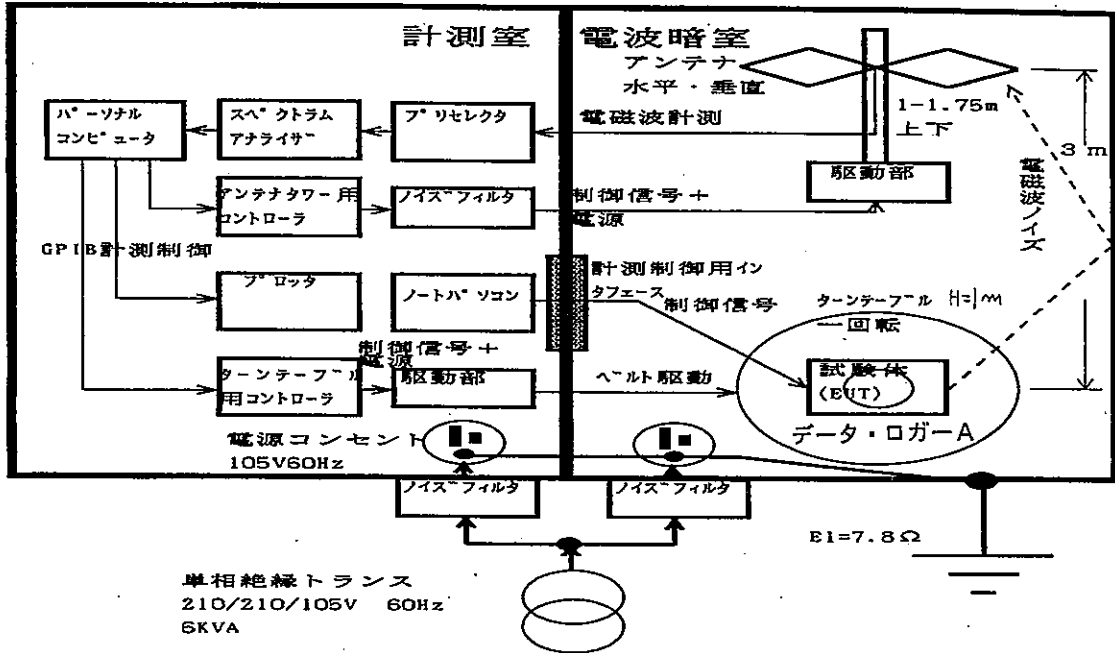 計測室
電波暗室
アンテナ
水平・垂直
パーソナル
コンピュータ
スペクトラム
アナライザー
プリセレクタ
電磁波計測
1-1.75m
上下
3m
駆動部
電磁波ノイズ
アンテナタワー用
コントローラ
ノイズフィルタ
制御信号+
電源
GPIB計測制御
プロッタ
ノートパソコン
計測制御用イン
タフェース
制御信号
ターンテーブル H=1m
一回転
制御信号+
電源
ターンテーブル
用コントローラ
駆動部
ベルト駆動
試験体
(EUT)
データ・ロガーA
電源コンセント
105V60Hz
ノイズフィルタ
ノイズフィルタ
E1=7.8Ω
単相絶縁トランス
210/210/105V 60Hz
6KVA